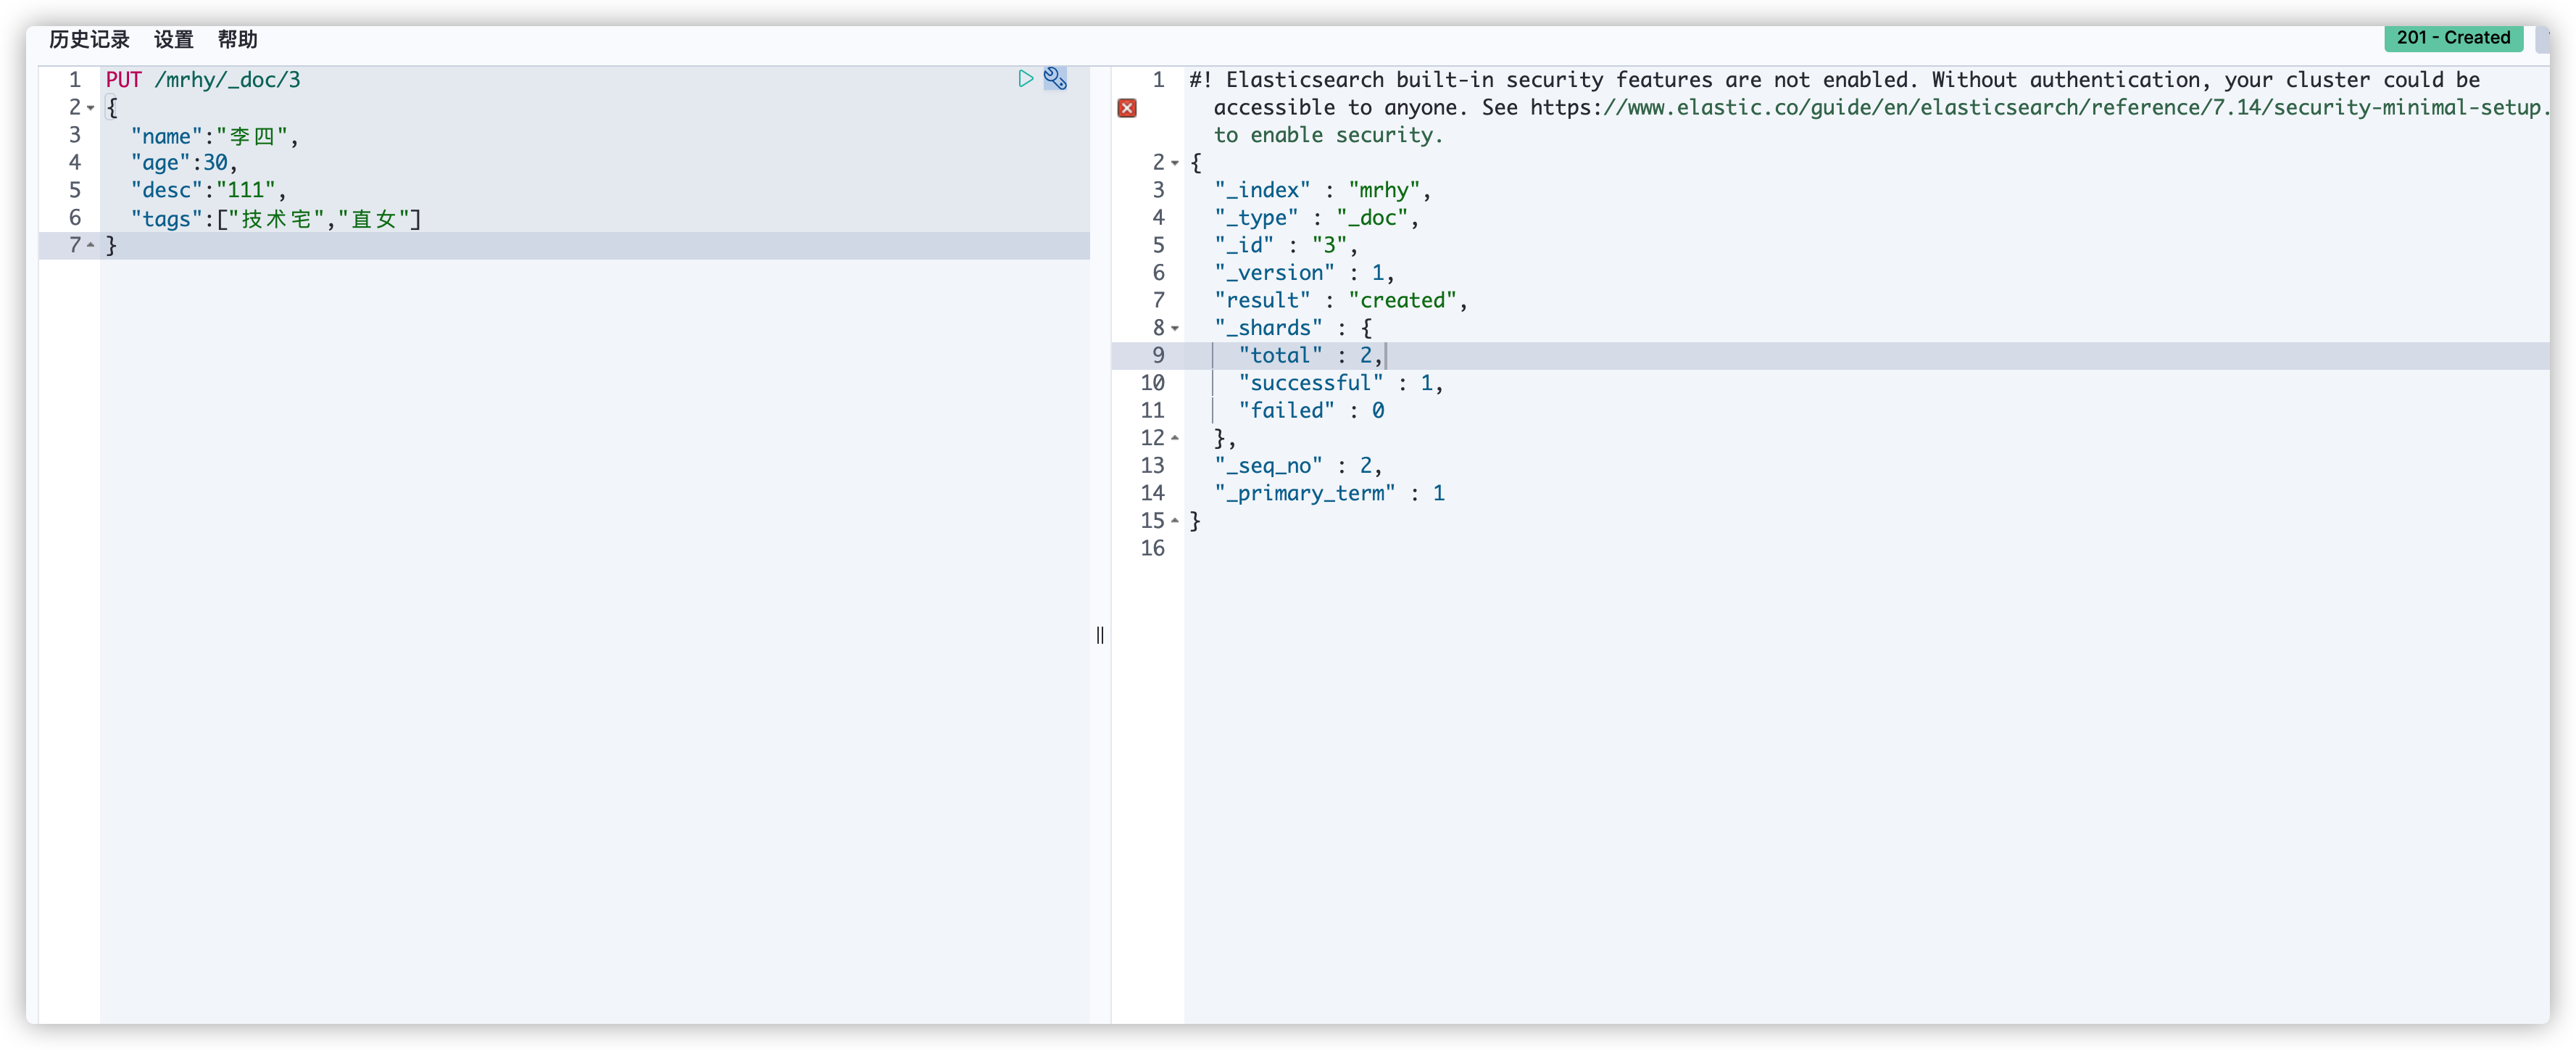 历史记录 设置 帮助
201 - Created
1 PUT /mrhy/_doc/3
2 {
3 "name":"李四",
4 "age":30,
5 "desc":"111",
6 "tags":["技术宅","直女"]
7 }
1 #! Elasticsearch built-in security features are not enabled. Without authentication, your cluster could be
accessible to anyone. See https://www.elastic.co/guide/en/elasticsearch/reference/7.14/security-minimal-setup.
to enable security.
2 {
3 "_index" : "mrhy",
4 "_type" : "_doc",
5 "_id" : "3",
6 "_version" : 1,
7 "result" : "created",
8 "_shards" : {
9 "total" : 2,
10 "successful" : 1,
11 "failed" : 0
12 },
13 "_seq_no" : 2,
14 "_primary_term" : 1
15 }
16